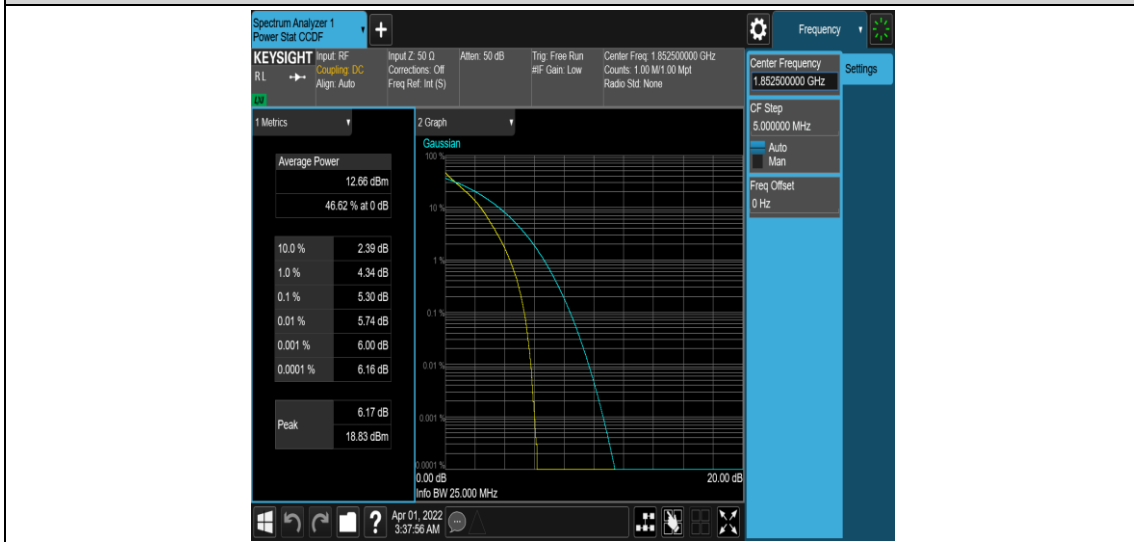 Spectrum Analyzer 1
Power Stat CCDF
+
Frequency
KEYSIGHT
RL
LXI
Input: RF
Coupling: DC
Align: Auto
Input Z: 50 Ω
Corrections: Off
Freq Ref: Int (S)
Atten: 50 dB
Trig: Free Run
#IF Gain: Low
Center Freq: 1.852500000 GHz
Counts: 1.00 M/1.00 Mpt
Radio Std: None
Center Frequency
1.852500000 GHz
Settings
CF Step
5.000000 MHz
Auto
Man
Freq Offset
0 Hz
1 Metrics
Average Power
12.66 dBm
46.62 % at 0 dB
10.0 % 2.39 dB
1.0 % 4.34 dB
0.1 % 5.30 dB
0.01 % 5.74 dB
0.001 % 6.00 dB
0.0001 % 6.16 dB
Peak
6.17 dB
18.83 dBm
2 Graph
Gaussian
100 %
10 %
1 %
0.1 %
0.01 %
0.001 %
0.0001 %
0.00 dB 20.00 dB
Info BW 25.000 MHz
?
Apr 01, 2022
3:37:56 AM